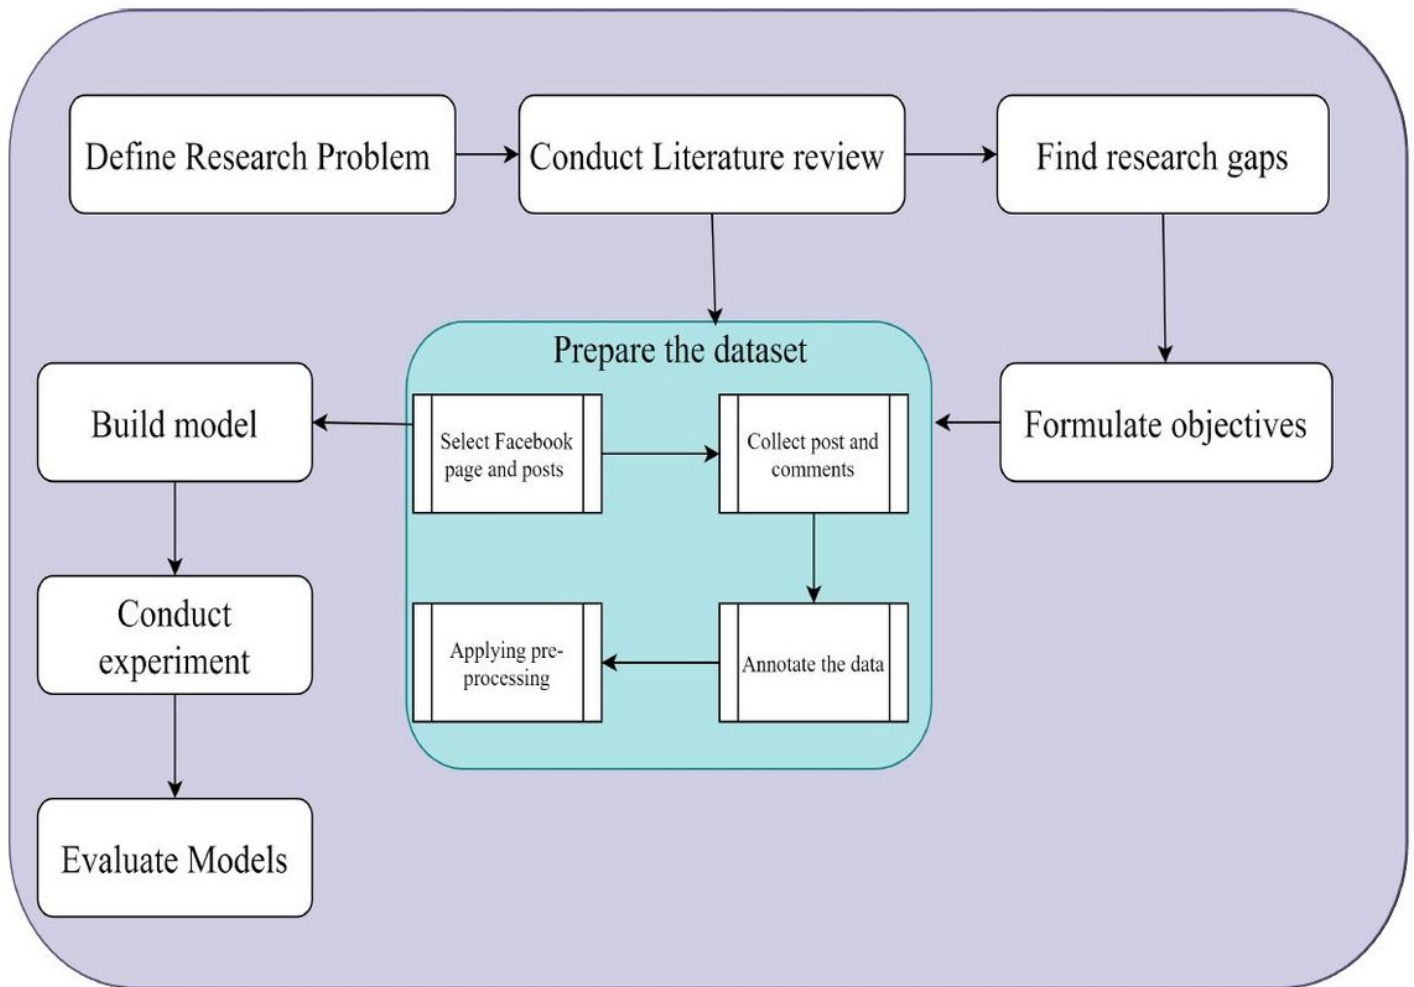 Define Research Problem
Conduct Literature review
Find research gaps
Prepare the dataset
Build model
Select Facebook
page and posts
Collect post and
comments
Formulate objectives
Conduct
experiment
Applying pre-
processing
Annotate the data
Evaluate Models